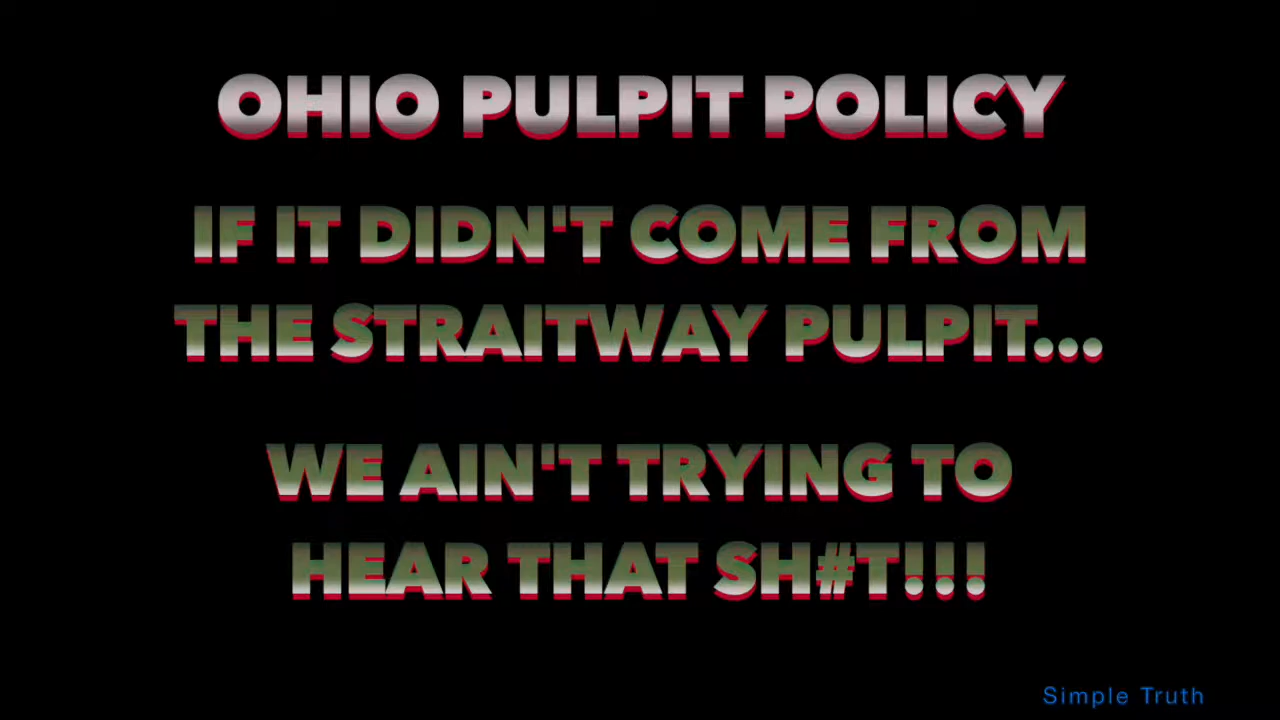 OHIO PULPIT POLICY
IF IT DIDN'T COME FROM
THE STRAITWAY PULPIT...
WE AIN'T TRYING TO
HEAR THAT SH#T!!!
Simple Truth